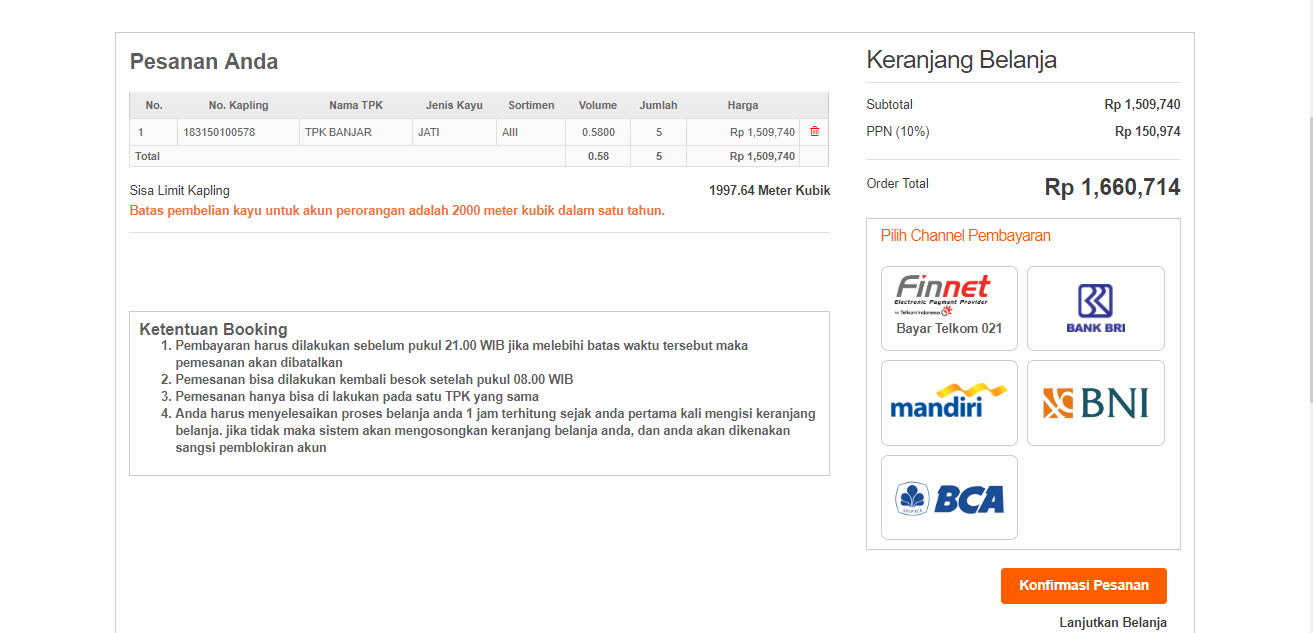 Pesanan Anda
No. No. Kapling Nama TPK Jenis Kayu Sortimen Volume Jumlah Harga
1 183150100578 TPK BANJAR JATI AIII 0.5800 5 Rp 1,509,740
Total 0.58 5 Rp 1,509,740
Sisa Limit Kapling 1997.64 Meter Kubik
Batas pembelian kayu untuk akun perorangan adalah 2000 meter kubik dalam satu tahun.
Ketentuan Booking
1. Pembayaran harus dilakukan sebelum pukul 21.00 WIB jika melebihi batas waktu tersebut maka
pemesanan akan dibatalkan
2. Pemesanan bisa dilakukan kembali besok setelah pukul 08.00 WIB
3. Pemesanan hanya bisa di lakukan pada satu TPK yang sama
4. Anda harus menyelesaikan proses belanja anda 1 jam terhitung sejak anda pertama kali mengisi keranjang
belanja. jika tidak maka sistem akan mengosongkan keranjang belanja anda, dan anda akan dikenakan
sangsi pemblokiran akun
Keranjang Belanja
Subtotal Rp 1,509,740
PPN (10%) Rp 150,974
Order Total Rp 1,660,714
Pilih Channel Pembayaran
Finnet
Electronic Payment Provider
by Telkom Indonesia
Bayar Telkom 021
BANK BRI
mandiri
BNI
BCA
Konfirmasi Pesanan
Lanjutkan Belanja